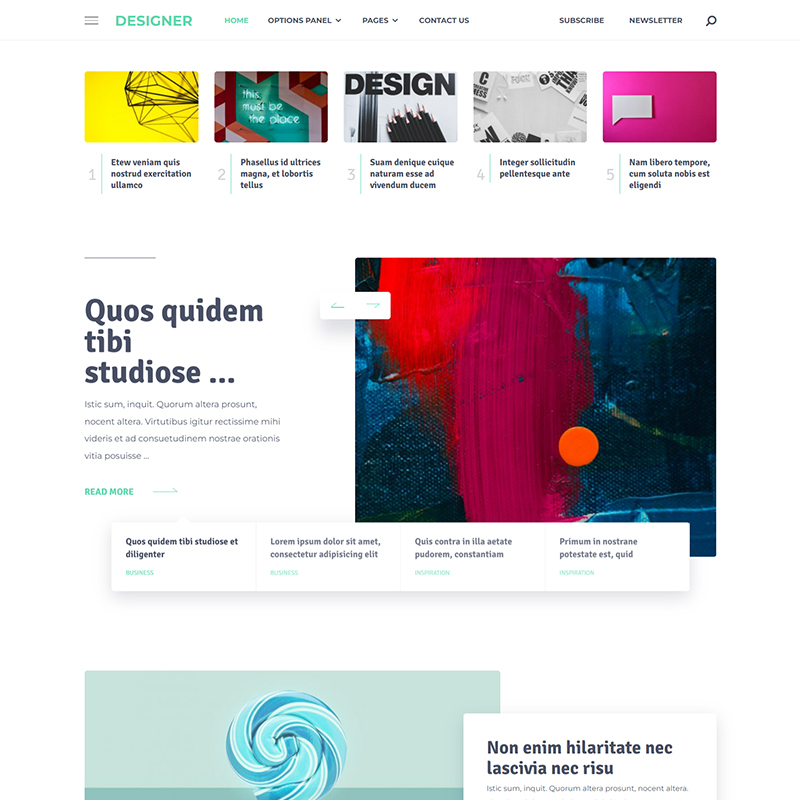 DESIGNER HOME OPTIONS PANEL PAGES CONTACT US SUBSCRIBE NEWSLETTER
this
must be
the place
DESIGN
1 Etew veniam quis
nostrud exercitation
ullamco
2 Phasellus id ultrices
magna, et lobortis
tellus
3 Suam denique cuique
naturam esse ad
vivendum ducem
4 Integer sollicitudin
pellentesque ante
5 Nam libero tempore,
cum soluta nobis est
eligendi
Quos quidem
tibi
studiose ...
Istic sum, inquit. Quorum altera prosunt,
nocent altera. Virtutibus igitur rectissime mihi
videris et ad consuetudinem nostrae orationis
vitia posuisse ...
READ MORE
Quos quidem tibi studiose et
diligenter
BUSINESS
Lorem ipsum dolor sit amet,
consectetur adipisicing elit
BUSINESS
Quis contra in illa aetate
pudorem, constantiam
INSPIRATION
Primum in nostrane
potestate est, quid
INSPIRATION
Non enim hilaritate nec
lascivia nec risu
Istic sum, inquit. Quorum altera prosunt, nocent altera.